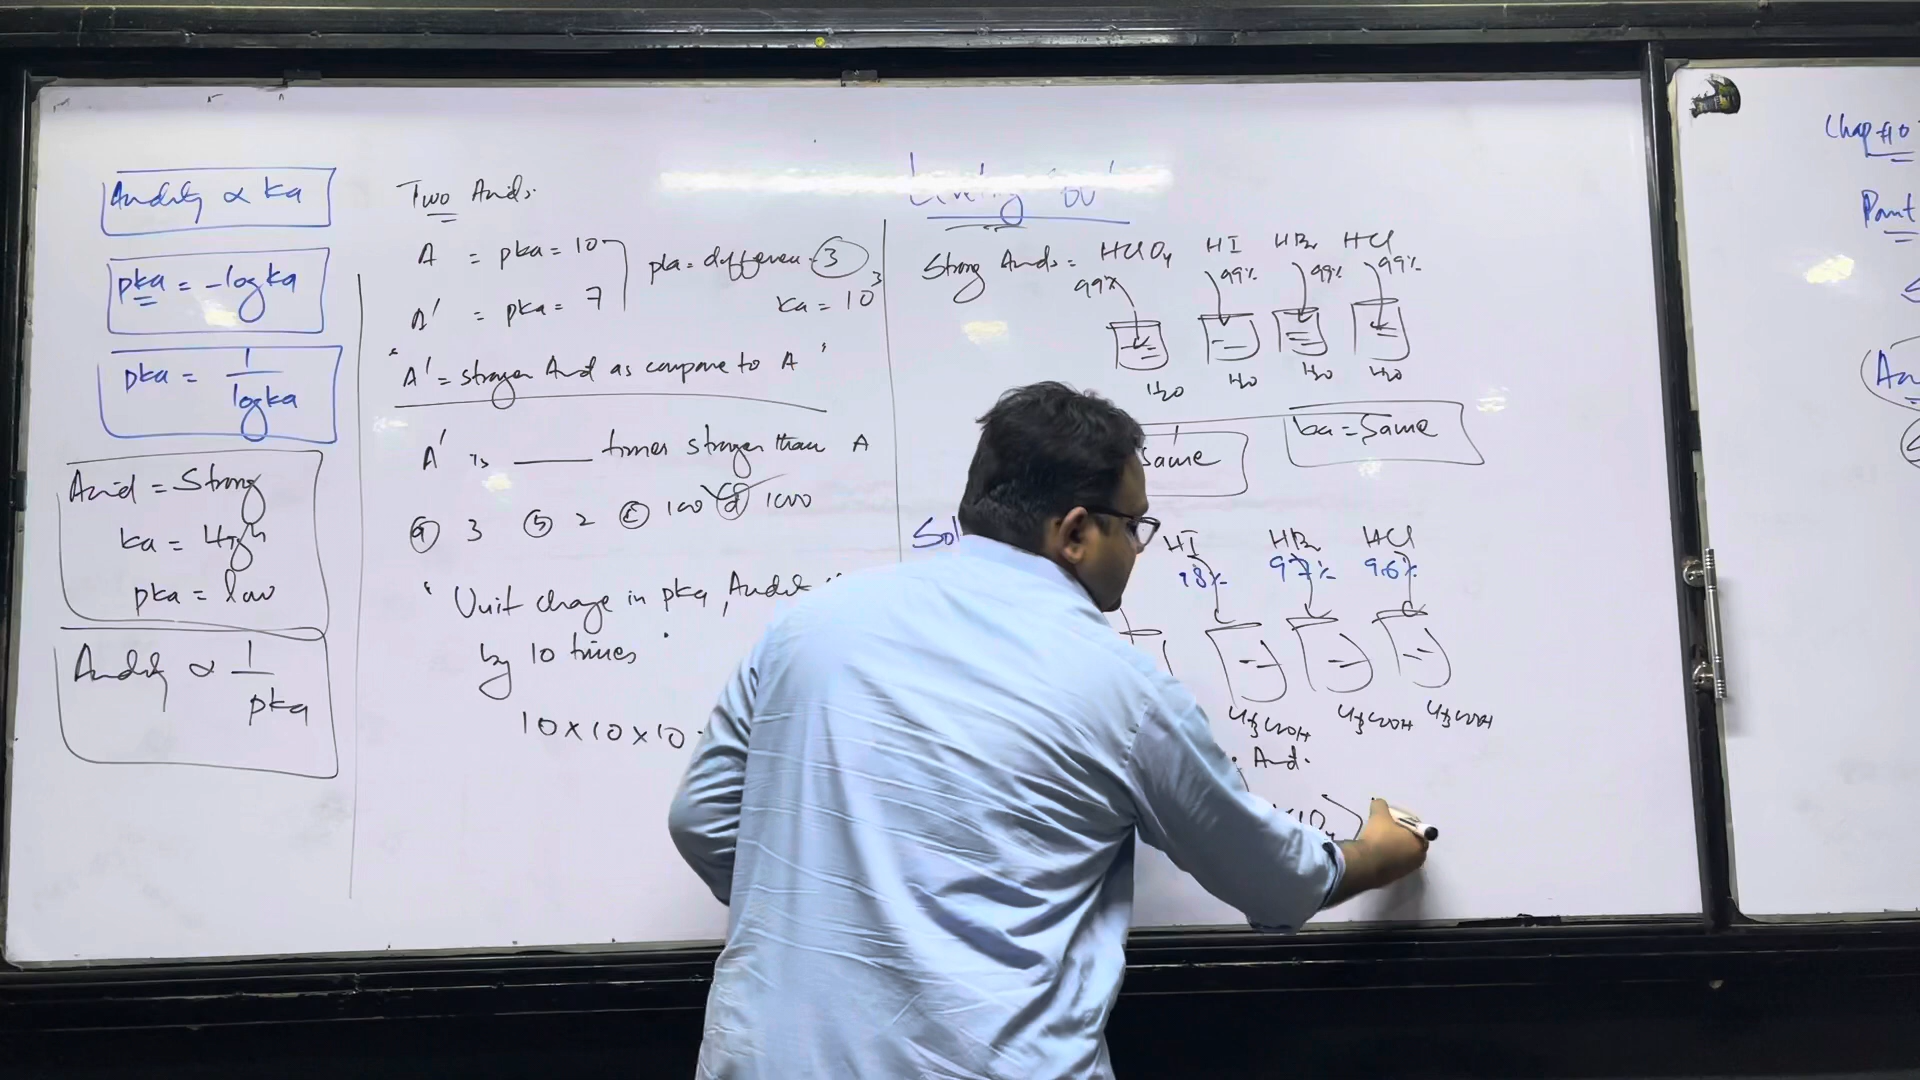 Acidity ∝ ka
pka = -log ka
pka = 1/log ka
Acid = Strong
ka = High
pka = low
Acidity ∝ 1/pka
Two Acids
A = pka = 10
A' = pka = 7
pka = difference 3
ka = 10³
"A' = stronger Acid as compare to A"
A' is ____ times stronger than A
(a) 3 (b) 2 (c) 100 (d) 1000
"Unit change in pka,
by 10 times"
10 x 10 x 10
Strong Acids = HClO4 HI HBr HCl
99% 99% 99% 99%
H2O H2O H2O H2O
same
ka = Same
Sol
HI HBr HCl
98% 97% 96%
CH3COOH CH3COOH CH3COOH
Acid.
Chap #10
Part